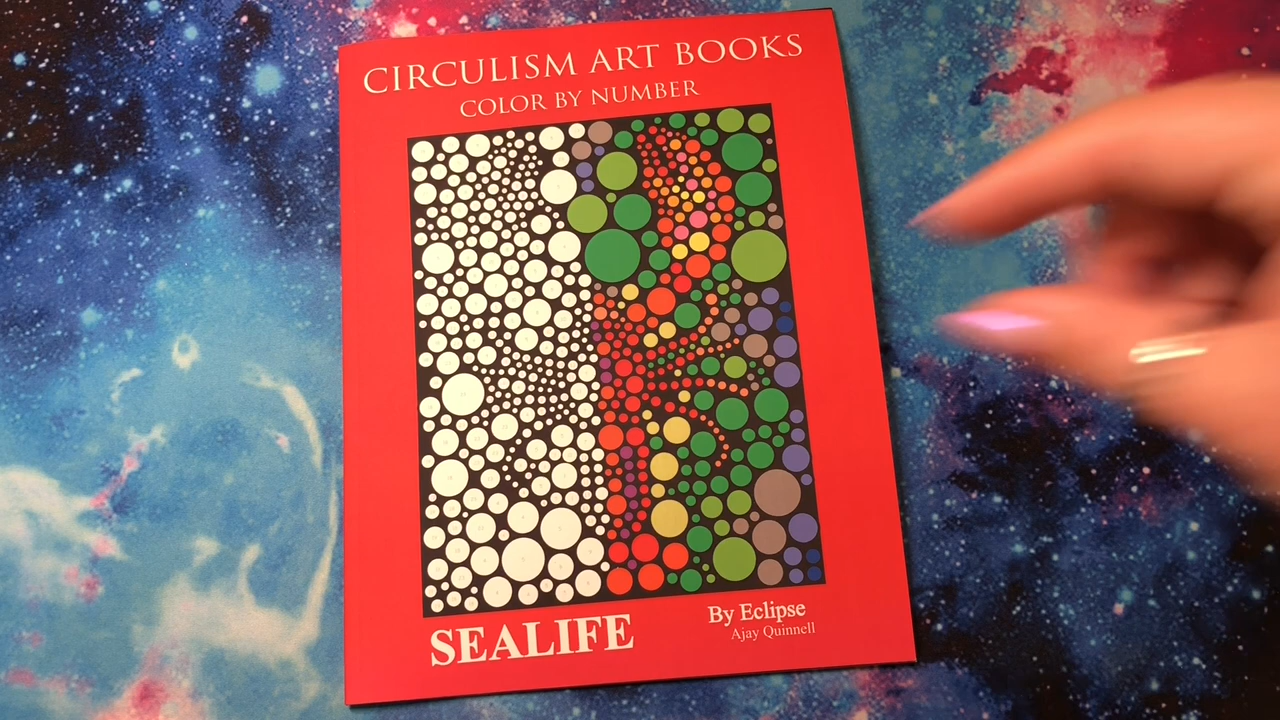 CIRCULISM ART BOOKS
COLOR BY NUMBER
SEALIFE
By Eclipse
Ajay Quinnell